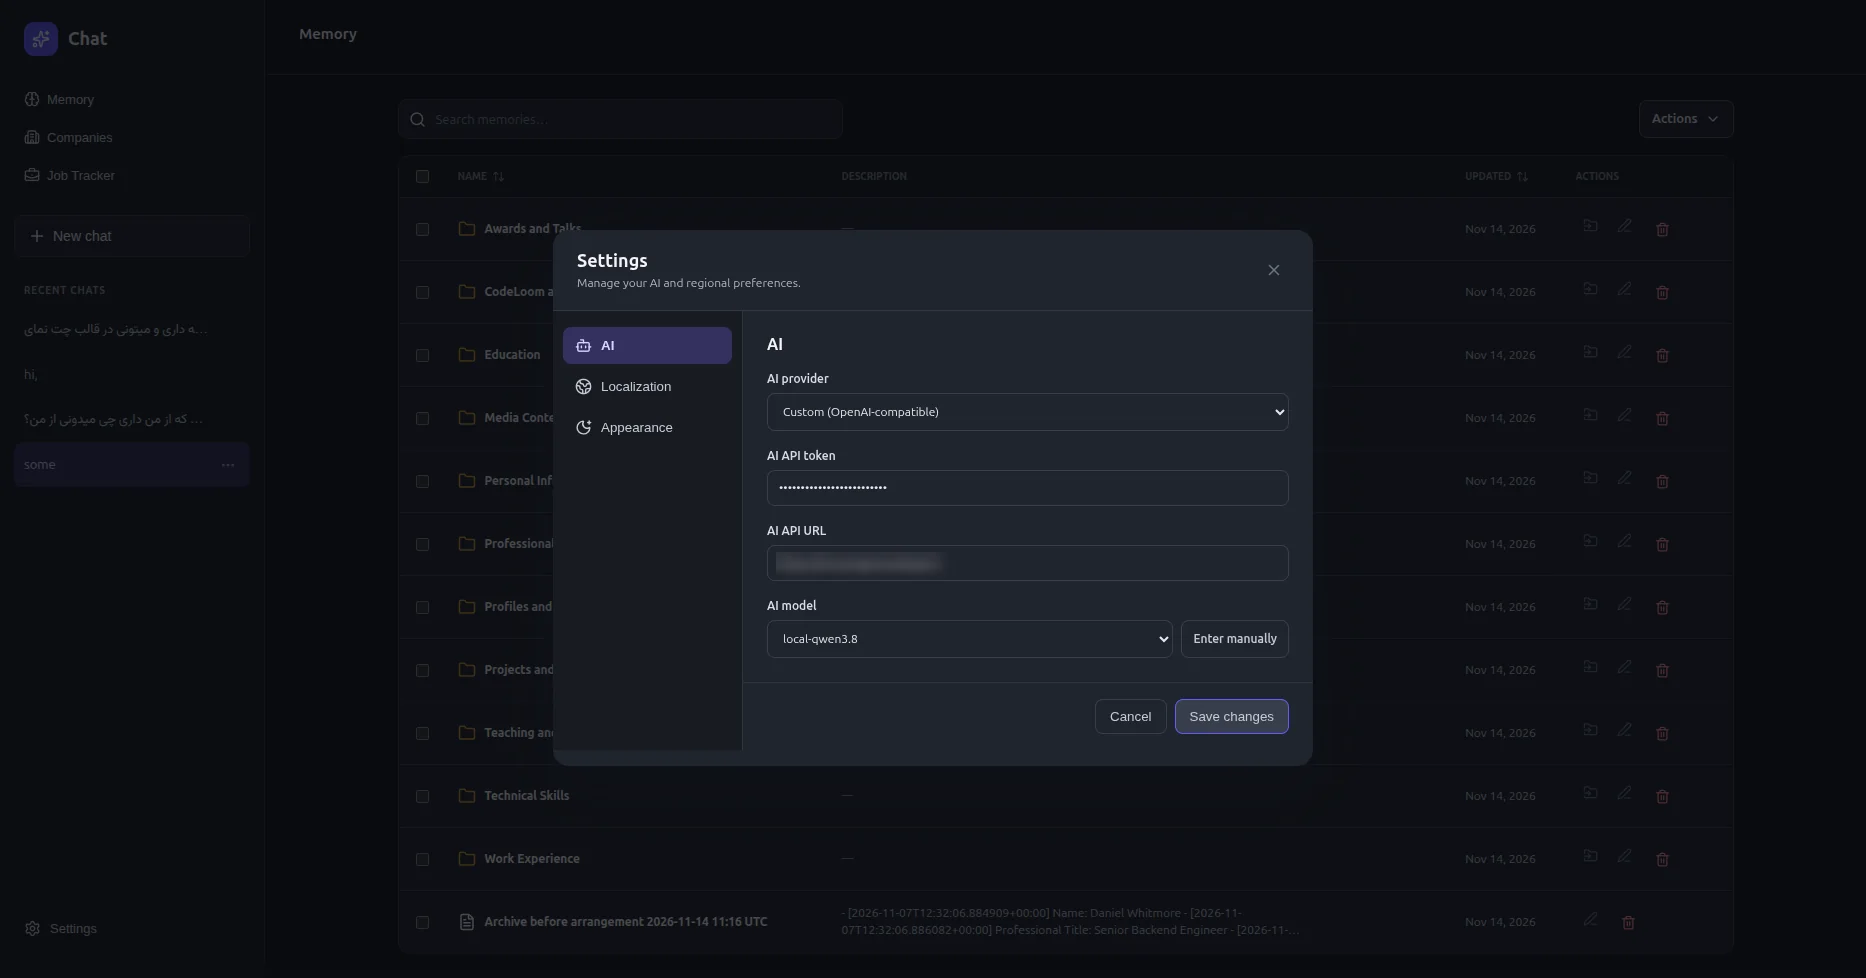 Chat
Memory
Companies
Job Tracker
New chat
RECENT CHATS
...ه داری و میتونی در قالب چت نمای
hi,
... که از من داری چی میدونی از من؟
some
Settings
Memory
Search memories...
Actions
NAME DESCRIPTION UPDATED ACTIONS
Awards and Talks — Nov 14, 2026
CodeLoom a Nov 14, 2026
Education Nov 14, 2026
Media Conte Nov 14, 2026
Personal Inf Nov 14, 2026
Professional Nov 14, 2026
Profiles and Nov 14, 2026
Projects and Nov 14, 2026
Teaching and Nov 14, 2026
Technical Skills — Nov 14, 2026
Work Experience — Nov 14, 2026
Archive before arrangement 2026-11-14 11:16 UTC
- [2026-11-07T12:32:06.884909+00:00] Name: Daniel Whitmore - [2026-11-
07T12:32:06.886082+00:00] Professional Title: Senior Backend Engineer - [2026-11-...
Nov 14, 2026
Settings
Manage your AI and regional preferences.
AI
Localization
Appearance
AI
AI provider
Custom (OpenAI-compatible)
AI API token
•••••••••••••••••••••••••
AI API URL
AI model
local-qwen3.8
Enter manually
Cancel
Save changes